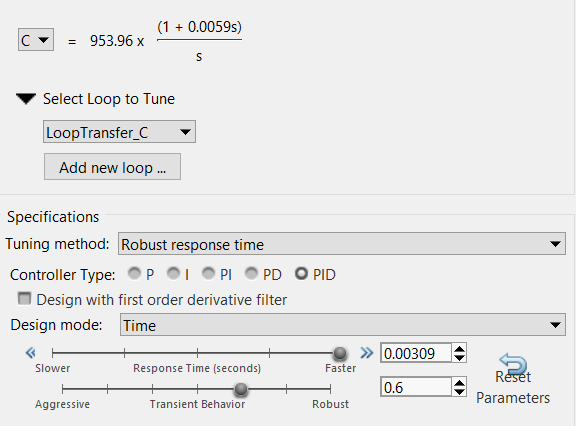 (1 + 0.0059s)
C = 953.96 x
s
Select Loop to Tune
LoopTransfer_C
Add new loop ...
Specifications
Tuning method: Robust response time
Controller Type: P I PI PD PID
Design with first order derivative filter
Design mode: Time
0.00309
Slower Response Time (seconds) Faster
Reset
0.6
Parameters
Aggressive Transient Behavior Robust